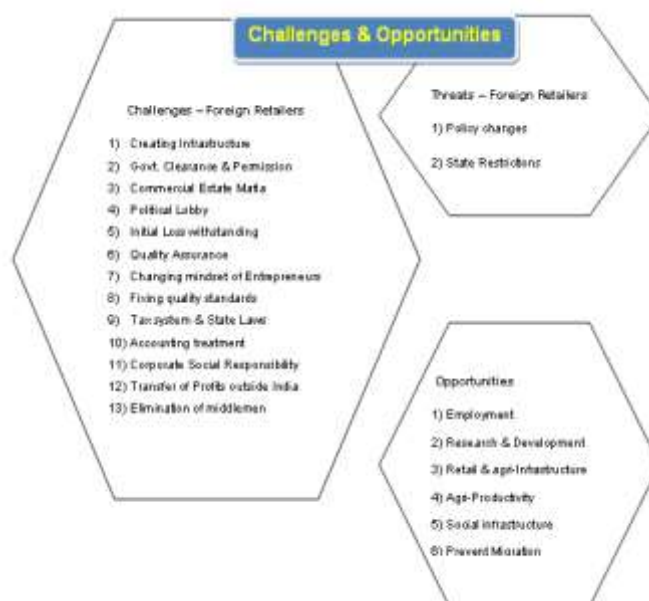 Challenges & Opportunities
Challenges – Foreign Retailers
1) Creating Infrastructure
2) Govt. Clearance & Permission
3) Commercial Estate Mafia
4) Political Lobby
5) Initial Loss withstanding
6) Quality Assurance
7) Changing mindset of Entrepreneurs
8) Fixing quality standards
9) Tax system & State Laws
10) Accounting treatment
11) Corporate Social Responsibility
12) Transfer of Profits outside India
13) Elimination of middlemen
Threats – Foreign Retailers
1) Policy changes
2) State Restrictions
Opportunities
1) Employment
2) Research & Development
3) Retail & agri-Infrastructure
4) Agri-Productivity
5) Social infrastructure
6) Prevent Migration